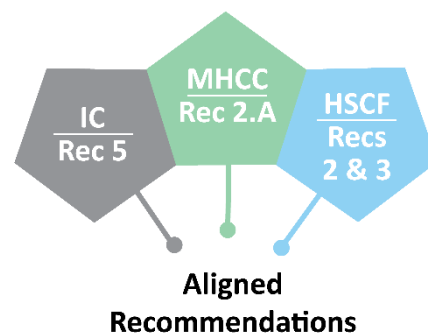 IC
Rec 5
MHCC
Rec 2.A
HSCF
Recs
2 & 3
Aligned
Recommendations